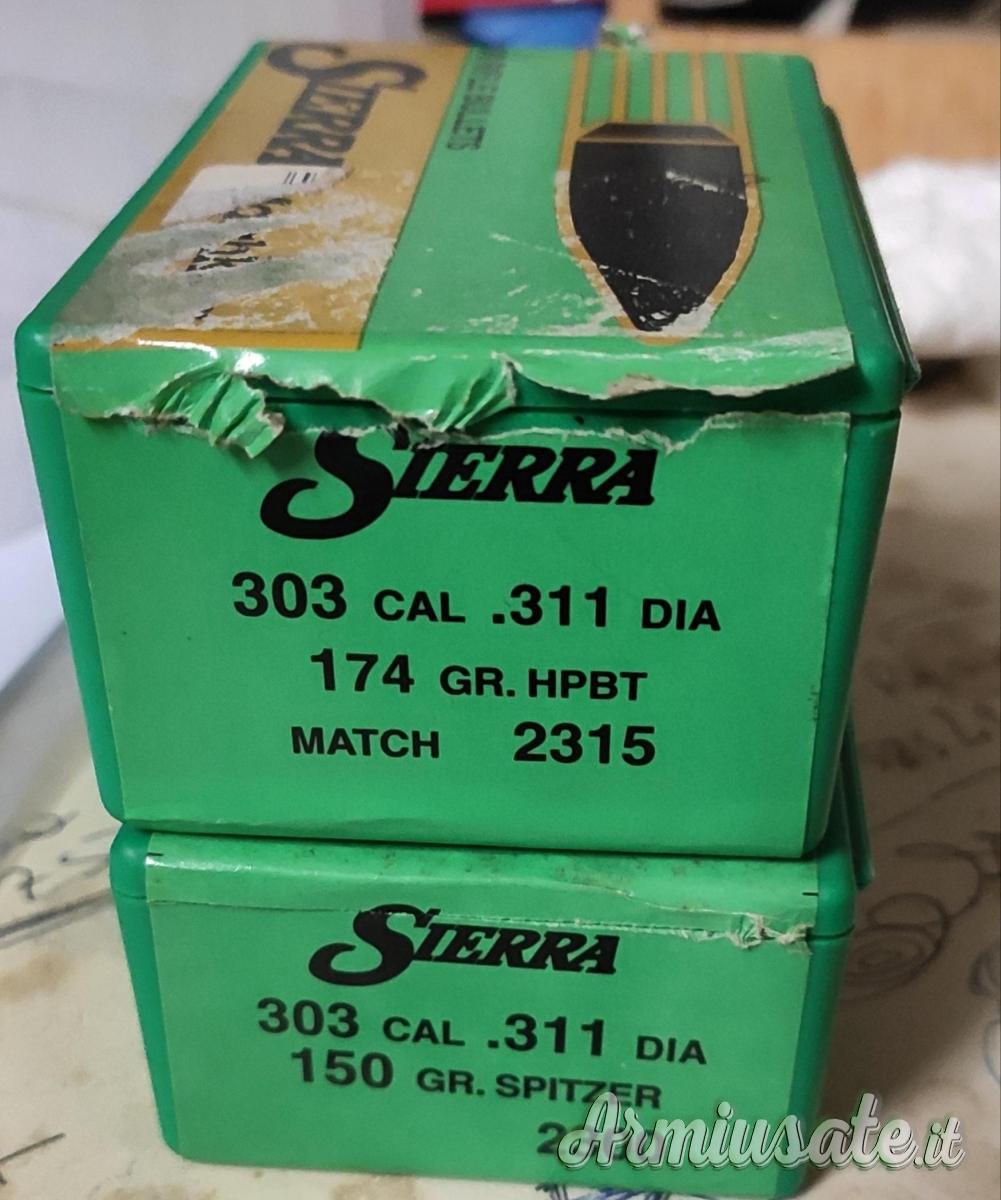 SIERRA
BULLETS
SIERRA
303 CAL .311 DIA
174 GR. HPBT
MATCH 2315
SIERRA
303 CAL .311 DIA
150 GR. SPITZER
Armiusate.it